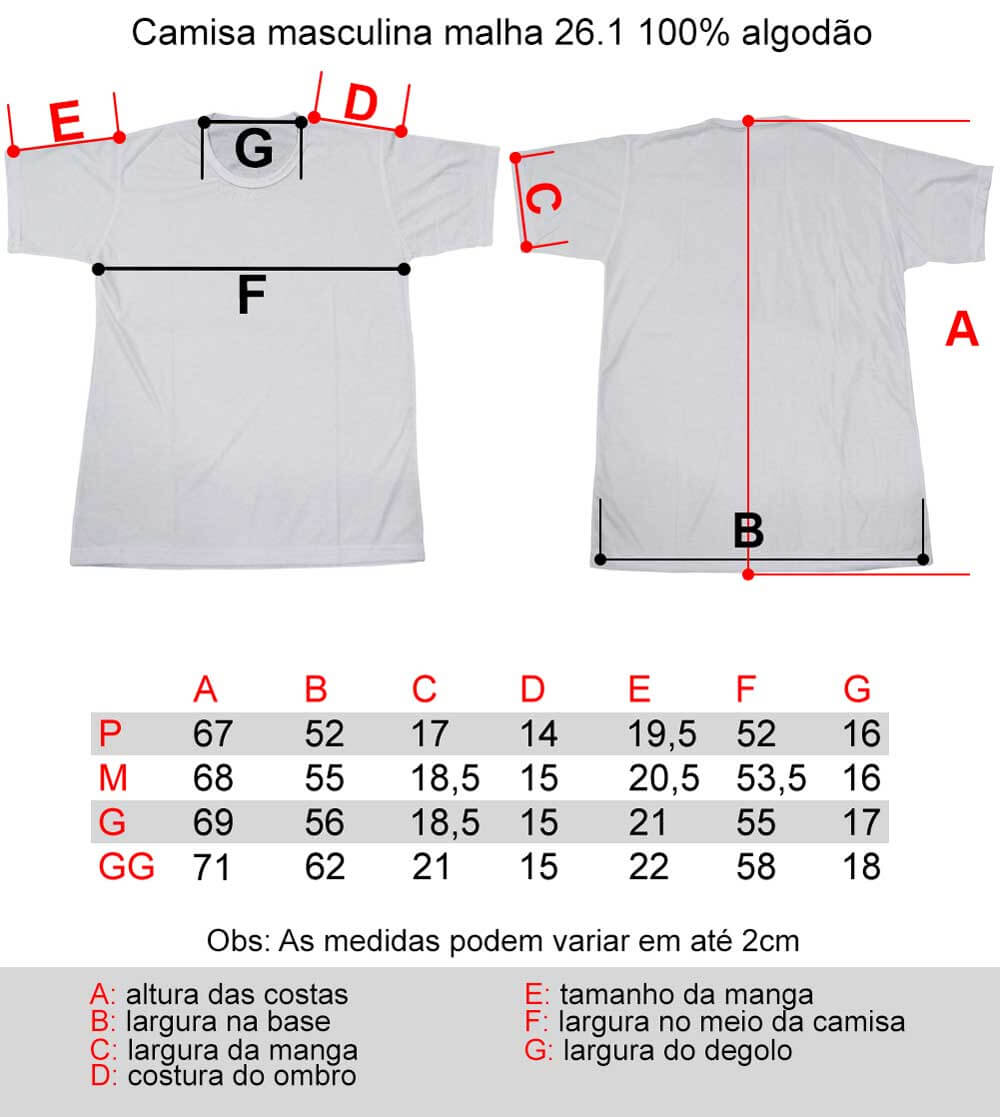 Camisa masculina malha 26.1 100% algodão
E
D
G
C
F
A
B
A B C D E F G
P 67 52 17 14 19,5 52 16
M 68 55 18,5 15 20,5 53,5 16
G 69 56 18,5 15 21 55 17
GG 71 62 21 15 22 58 18
Obs: As medidas podem variar em até 2cm
A: altura das costas
B: largura na base
C: largura da manga
D: costura do ombro
E: tamanho da manga
F: largura no meio da camisa
G: largura do degolo